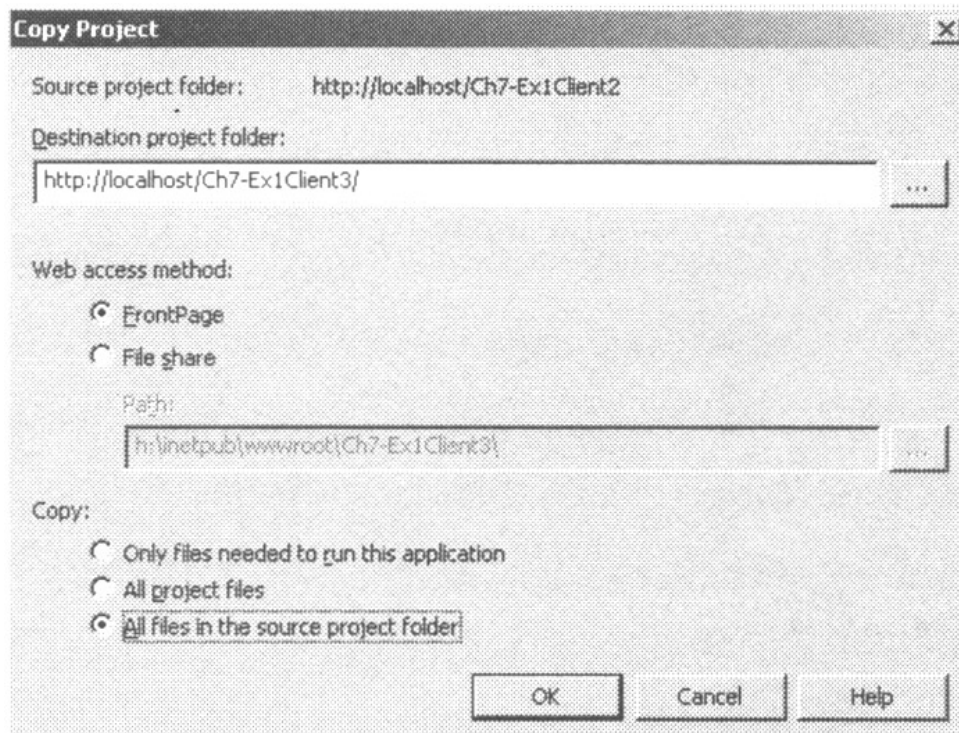 Copy Project
Source project folder: http://localhost/Ch7-Ex1Client2
Destination project folder:
http://localhost/Ch7-Ex1Client3/
...
Web access method:
FrontPage
File share
Path:
h:\inetpub\wwwroot\Ch7-Ex1Client3\
...
Copy:
Only files needed to run this application
All project files
All files in the source project folder
OK Cancel Help